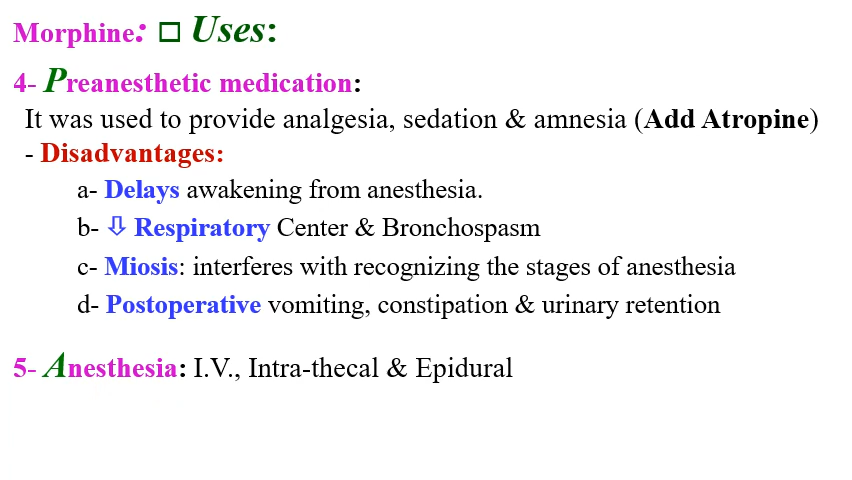 Morphine: □ Uses:
4- Preanesthetic medication:
It was used to provide analgesia, sedation & amnesia (Add Atropine)
- Disadvantages:
a- Delays awakening from anesthesia.
b- ⇩ Respiratory Center & Bronchospasm
c- Miosis: interferes with recognizing the stages of anesthesia
d- Postoperative vomiting, constipation & urinary retention
5- Anesthesia: I.V., Intra-thecal & Epidural